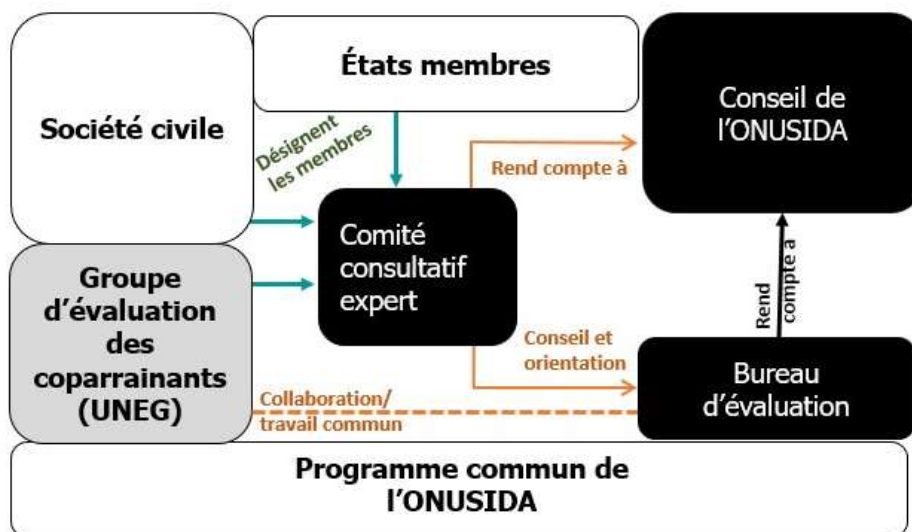 Société civile
États membres
Conseil de
l'ONUSIDA
Désignent
les membres
Rend compte à
Comité
consultatif
expert
Groupe
d'évaluation
des
coparrainants
(UNEG)
Rend
compte a
Conseil et
orientation
Bureau
d'évaluation
Collaboration/
travail commun
Programme commun de
l'ONUSIDA